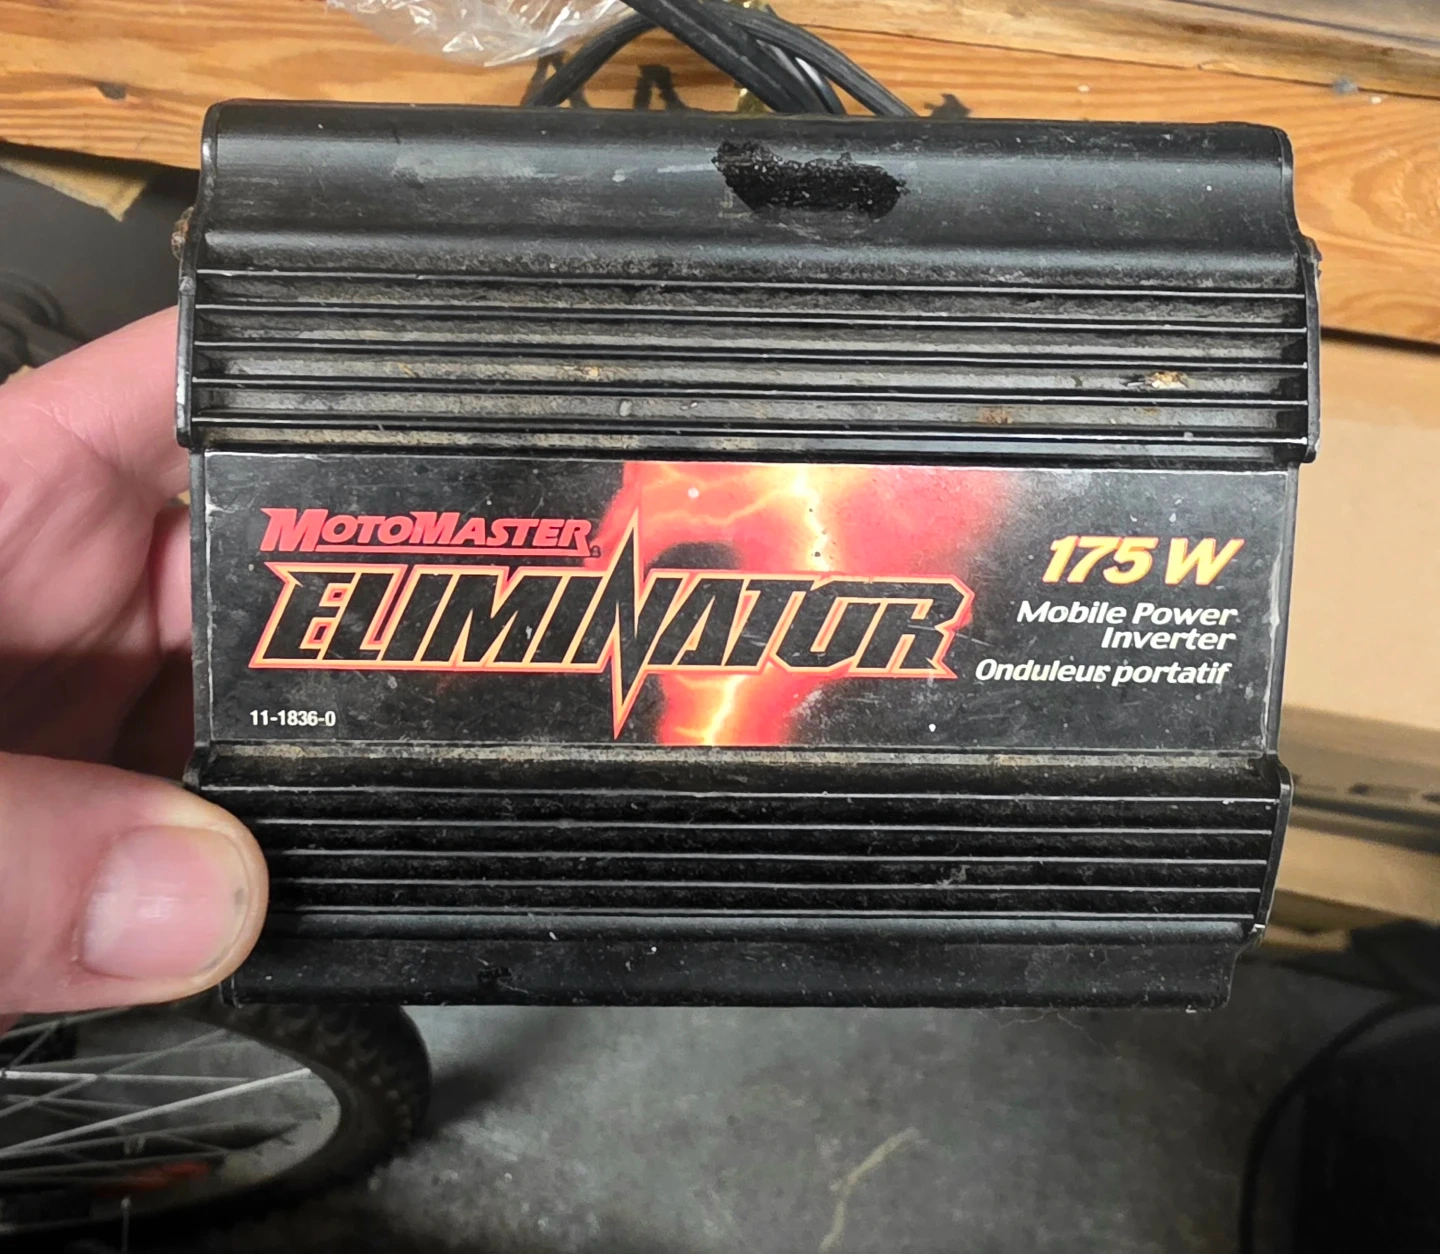 MOTOMASTER®
ELIMINATOR
175 W
Mobile Power
Inverter
Onduleur portatif
11-1836-0